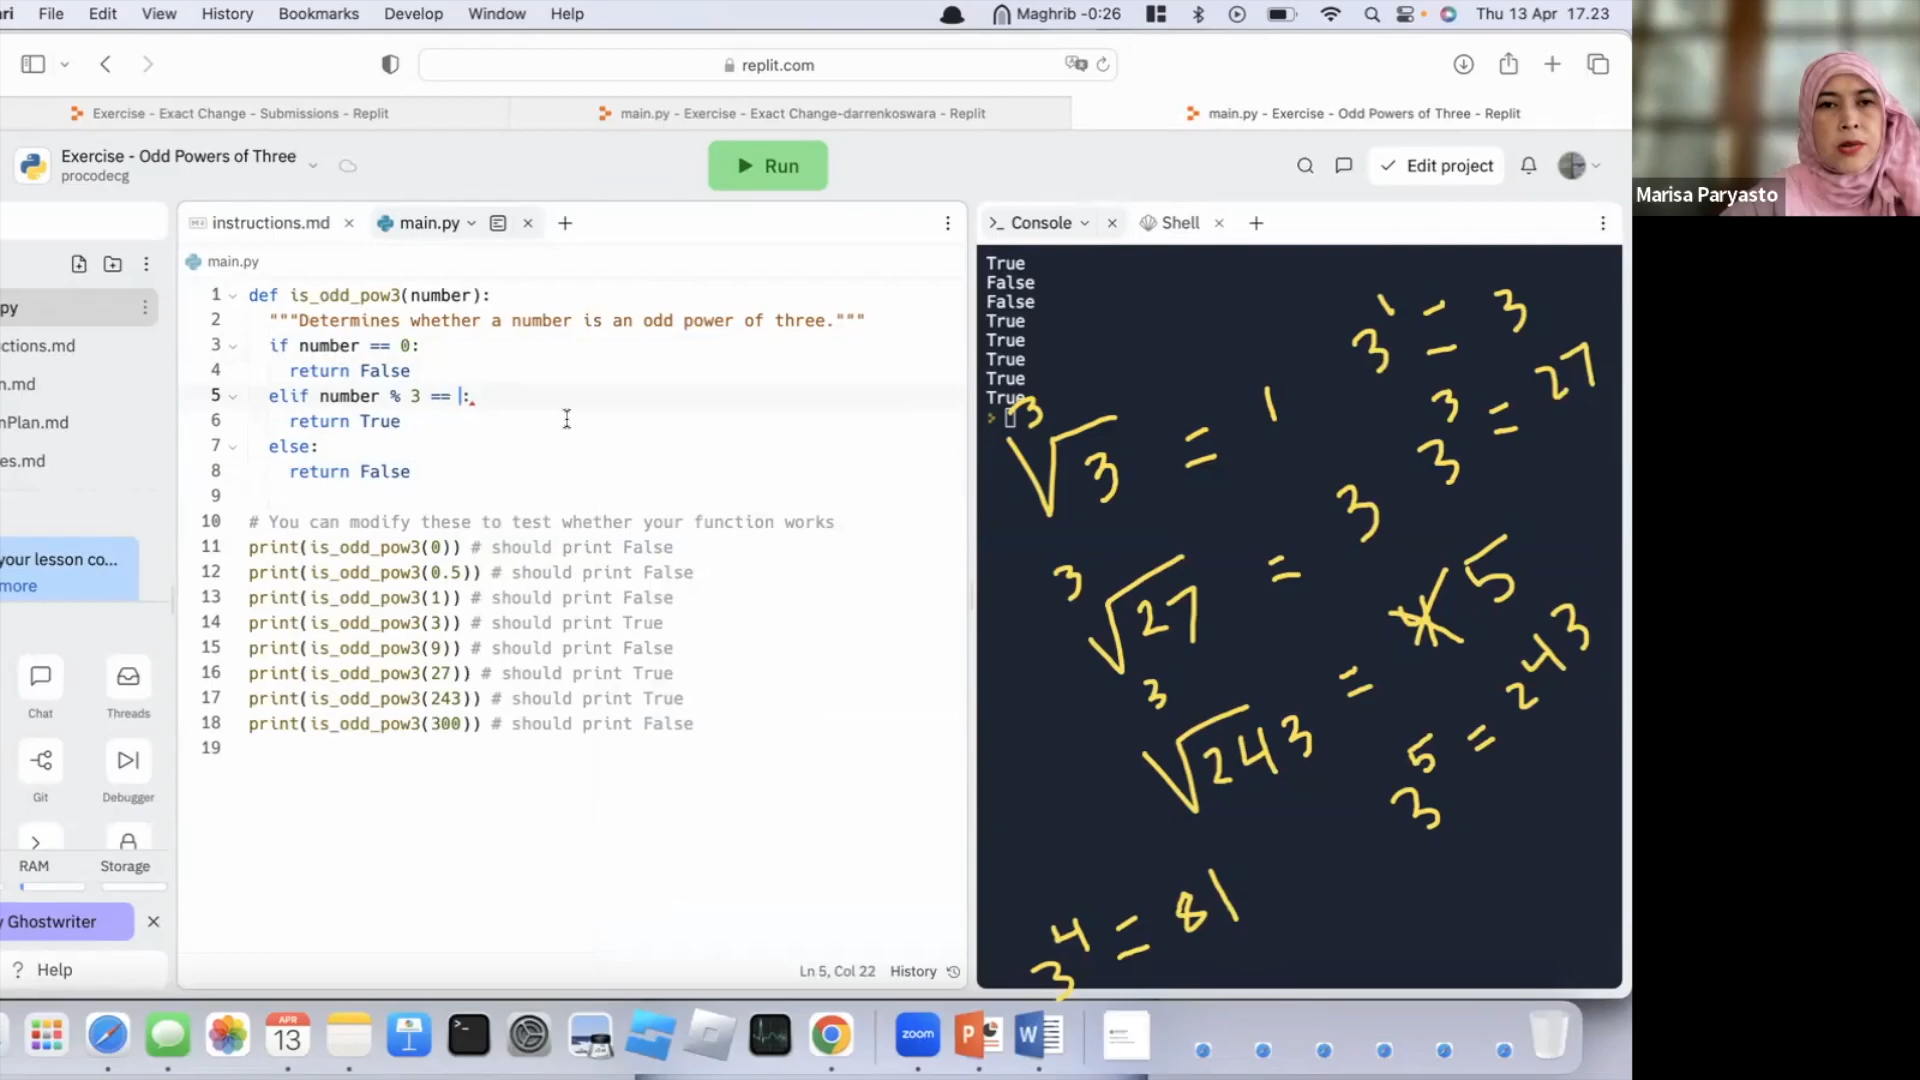 ri File Edit View History Bookmarks Develop Window Help Maghrib -0:26 Thu 13 Apr 17.23
replit.com
Exercise - Exact Change - Submissions - Replit
main.py - Exercise - Exact Change-darrenkoswara - Replit
main.py - Exercise - Odd Powers of Three - Replit
Exercise - Odd Powers of Three
procodecg
Run
Edit project
Marisa Paryasto
instructions.md
main.py
Console
Shell
main.py
py
ctions.md
n.md
nPlan.md
es.md
your lesson co...
more
Chat
Threads
Git
Debugger
RAM
Storage
y Ghostwriter
? Help
1 def is_odd_pow3(number):
2 """Determines whether a number is an odd power of three."""
3 if number == 0:
4 return False
5 elif number % 3 == :
6 return True
7 else:
8 return False
9
10 # You can modify these to test whether your function works
11 print(is_odd_pow3(0)) # should print False
12 print(is_odd_pow3(0.5)) # should print False
13 print(is_odd_pow3(1)) # should print False
14 print(is_odd_pow3(3)) # should print True
15 print(is_odd_pow3(9)) # should print False
16 print(is_odd_pow3(27)) # should print True
17 print(is_odd_pow3(243)) # should print True
18 print(is_odd_pow3(300)) # should print False
19
Ln 5, Col 22 History
True
False
False
True
True
True
True
True
3¹ = 3
3³ = 27
³√3 = 1
³√27 = 3
³√243 = 5
3⁵ = 243
3⁴ = 81
APR
13
zoom
P
W